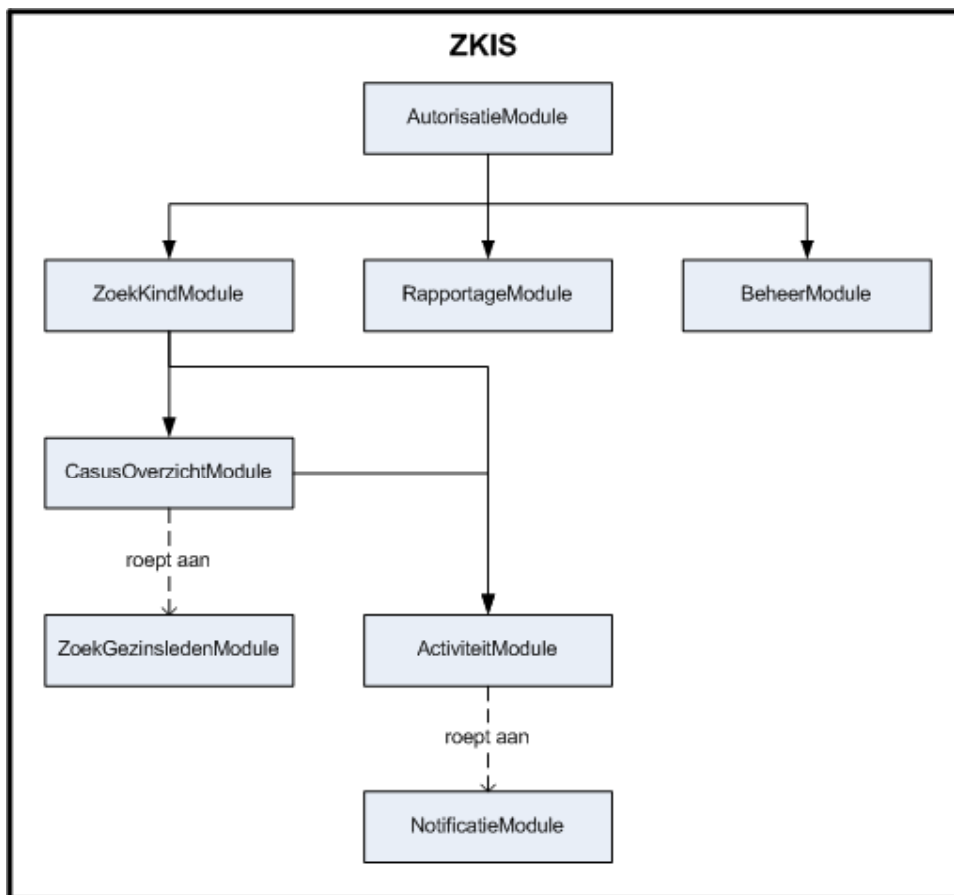 ZKIS
AutorisatieModule
ZoekKindModule
RapportageModule
BeheerModule
CasusOverzichtModule
roept aan
ZoekGezinsledenModule
ActiviteitModule
roept aan
NotificatieModule